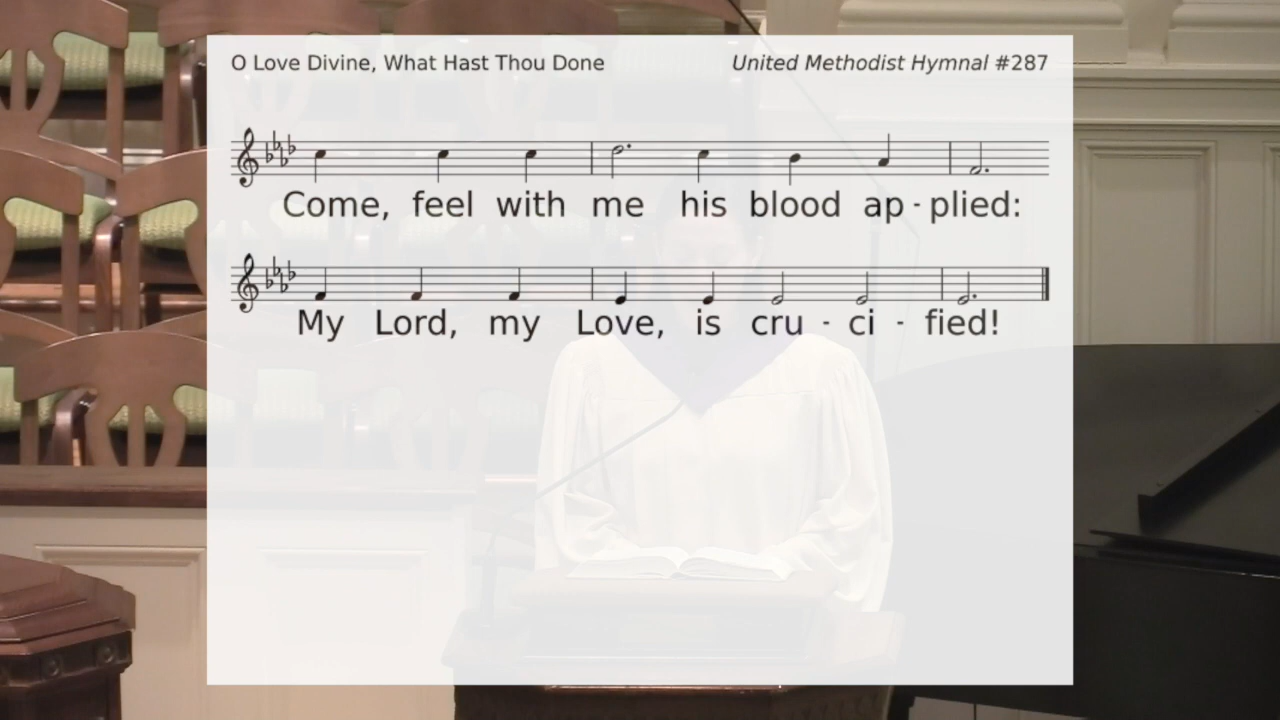 O Love Divine, What Hast Thou Done United Methodist Hymnal #287
Come, feel with me his blood ap - plied:
My Lord, my Love, is cru - ci - fied!